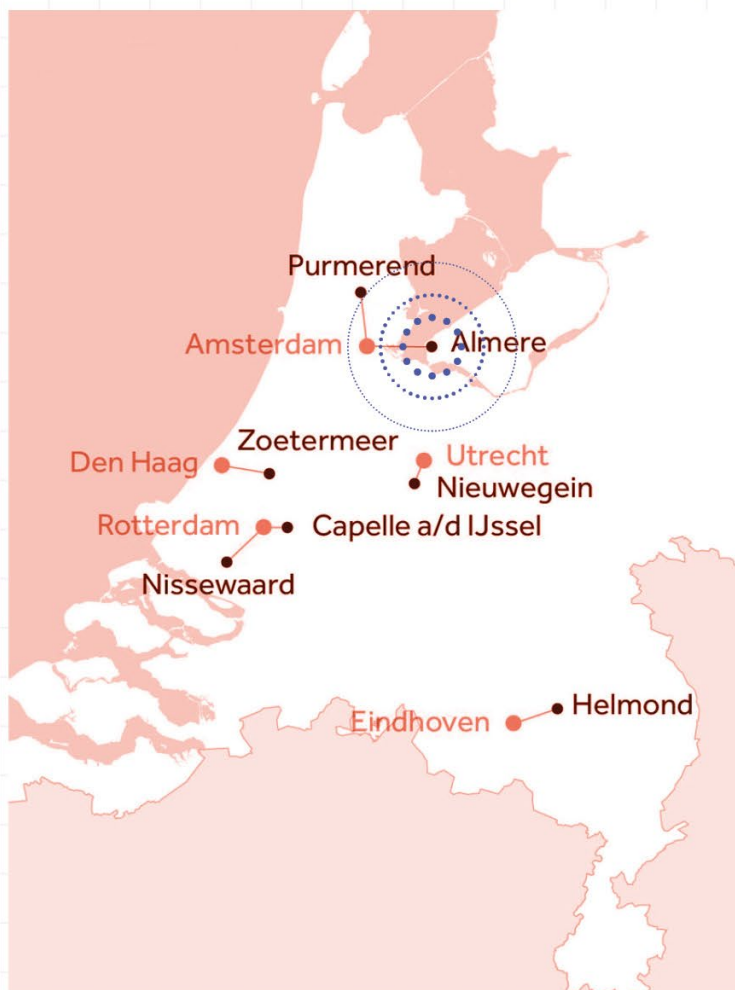 Purmerend
Amsterdam
Almere
Zoetermeer
Den Haag
Utrecht
Nieuwegein
Rotterdam
Capelle a/d IJssel
Nissewaard
Helmond
Eindhoven